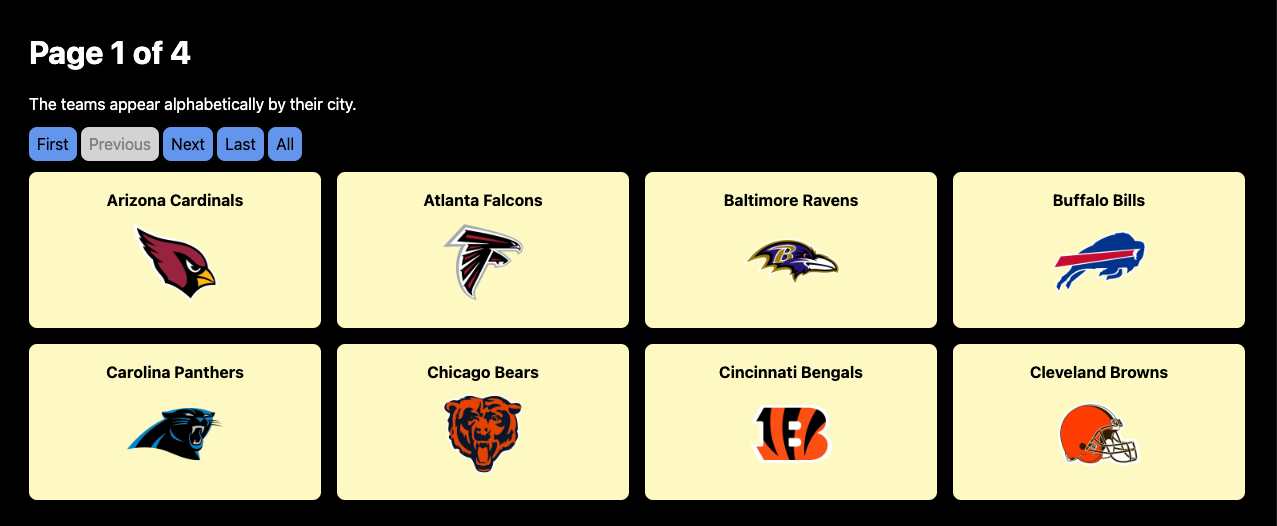 Page 1 of 4
The teams appear alphabetically by their city.
First Previous Next Last All
Arizona Cardinals Atlanta Falcons Baltimore Ravens Buffalo Bills
B
Carolina Panthers Chicago Bears Cincinnati Bengals Cleveland Browns
B